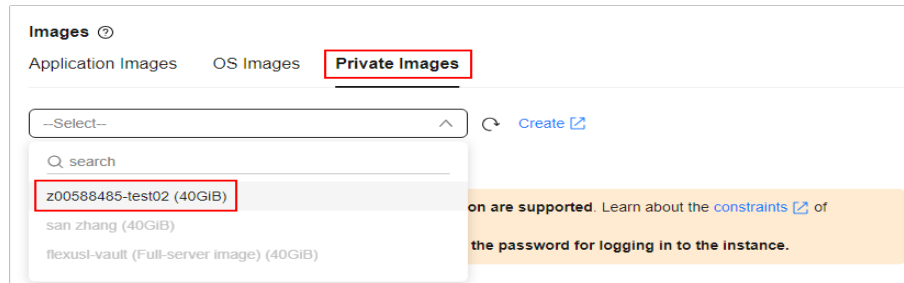 Images
Application Images OS Images Private Images
--Select-- Create
search
z00588485-test02 (40GiB)
on are supported. Learn about the constraints of
san zhang (40GiB)
the password for logging in to the instance.
flexusl-vault (Full-server image) (40GiB)